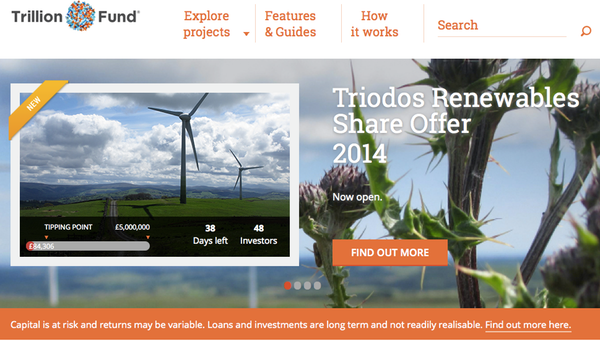 Trillion Fund
Explore
projects
Features
& Guides
How
it works
Search
NEW
Triodos Renewables
Share Offer
2014
Now open.
TIPPING POINT £5,000,000
£84,306
38
Days left
48
Investors
FIND OUT MORE
Capital is at risk and returns may be variable. Loans and investments are long term and not readily realisable. Find out more here.